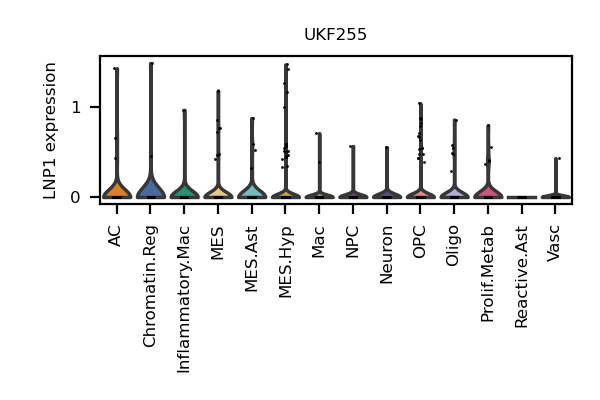 UKF255
LNP1 expression
1
0
AC
Chromatin.Reg
Inflammatory.Mac
MES
MES.Ast
MES.Hyp
Mac
NPC
Neuron
OPC
Oligo
Prolif.Metab
Reactive.Ast
Vasc